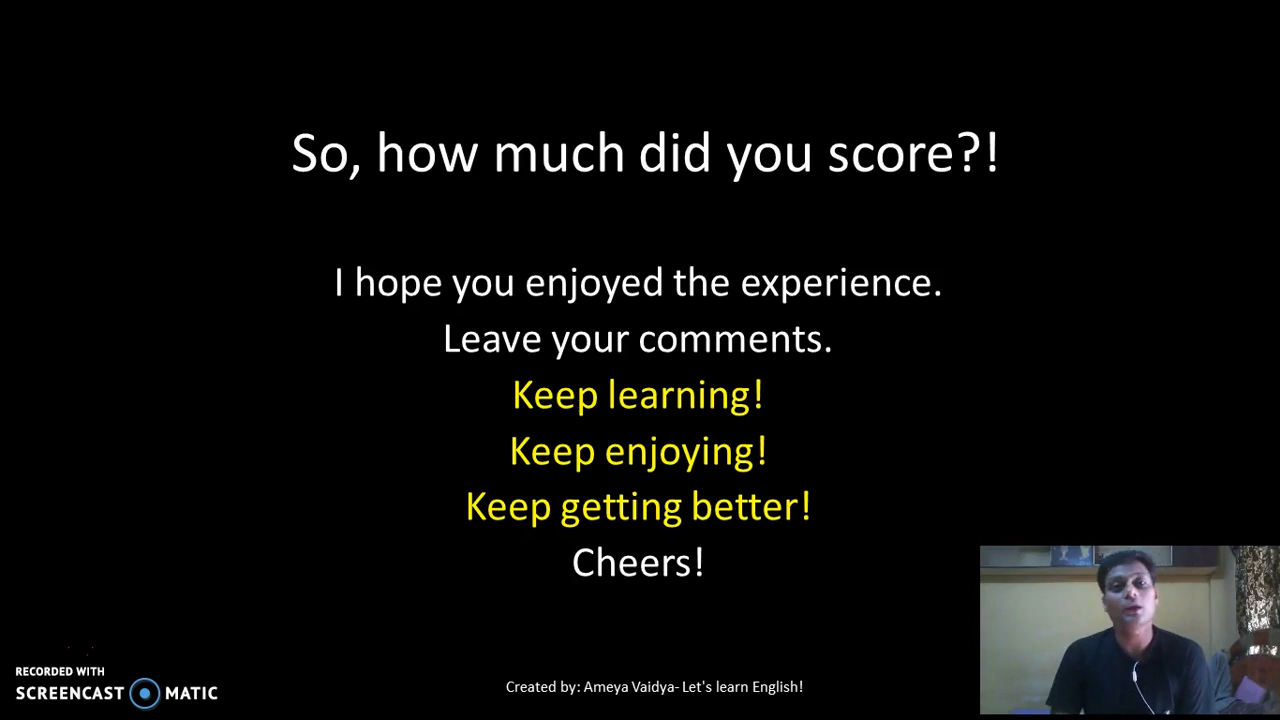 So, how much did you score?!
I hope you enjoyed the experience.
Leave your comments.
Keep learning!
Keep enjoying!
Keep getting better!
Cheers!
RECORDED WITH
SCREENCAST MATIC
Created by: Ameya Vaidya- Let's learn English!